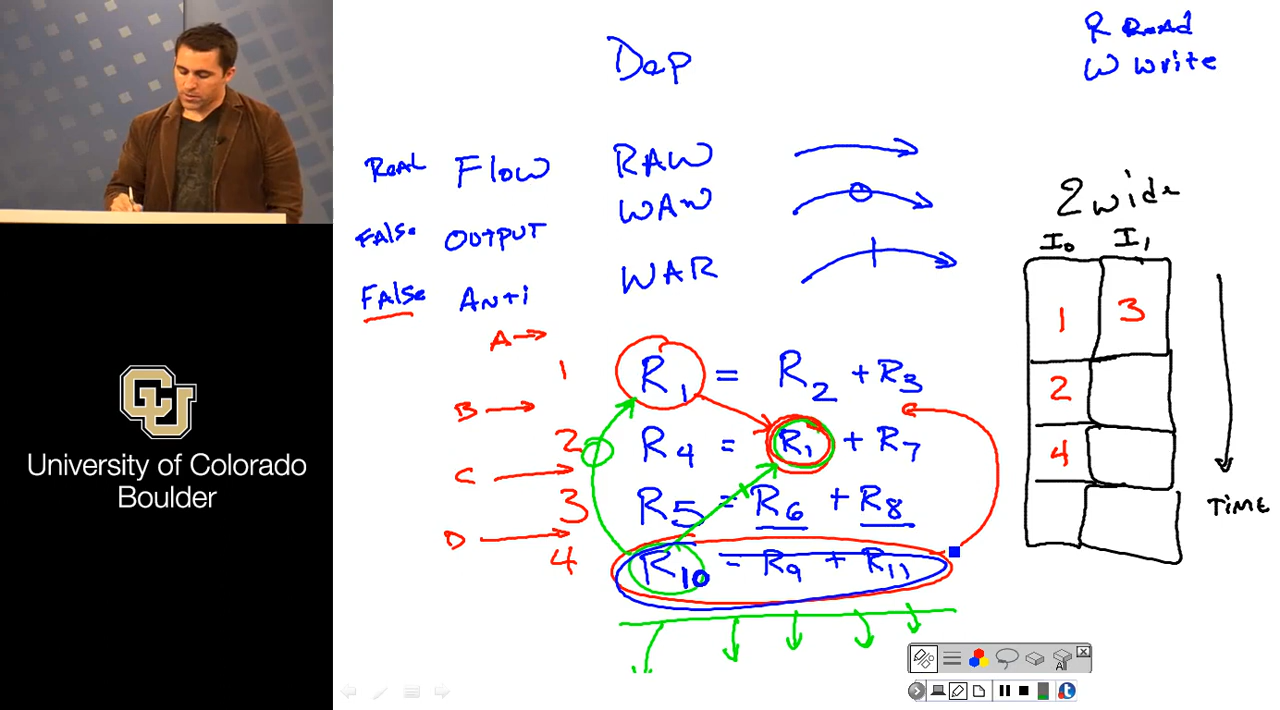 Dep
R Read
W Write
Real Flow RAW
False Output WAW
False Anti WAR
2 wide
I0 I1
1 3
2
4
Time
A
1 R1 = R2 + R3
B
2 R4 = R1 + R7
C
3 R5 = R6 + R8
D
4 R10 = R9 + R11
CU
University of Colorado
Boulder